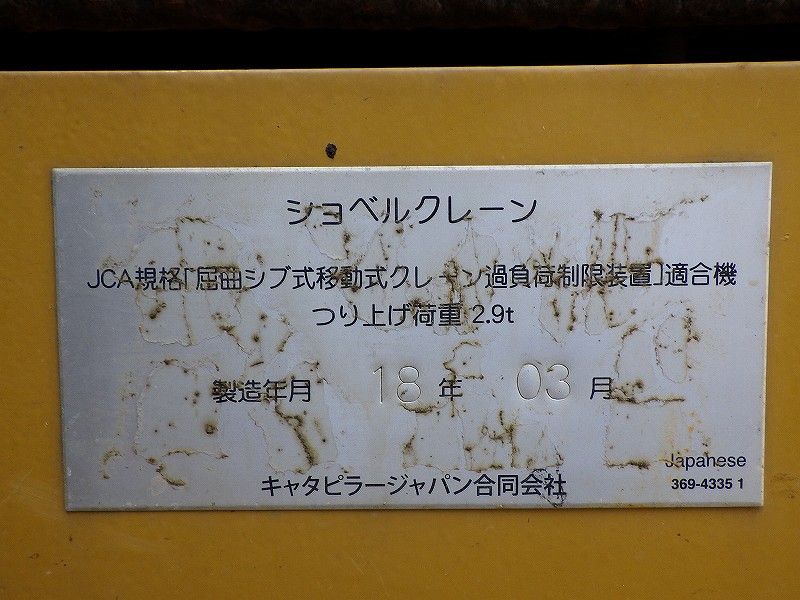 ショベルクレーン
JCA規格「屈曲ジブ式移動式クレーン過負荷制限装置」適合機
つり上げ荷重 2.9t
製造年月 18 年 03 月
キャタピラージャパン合同会社
Japanese
369-4335 1